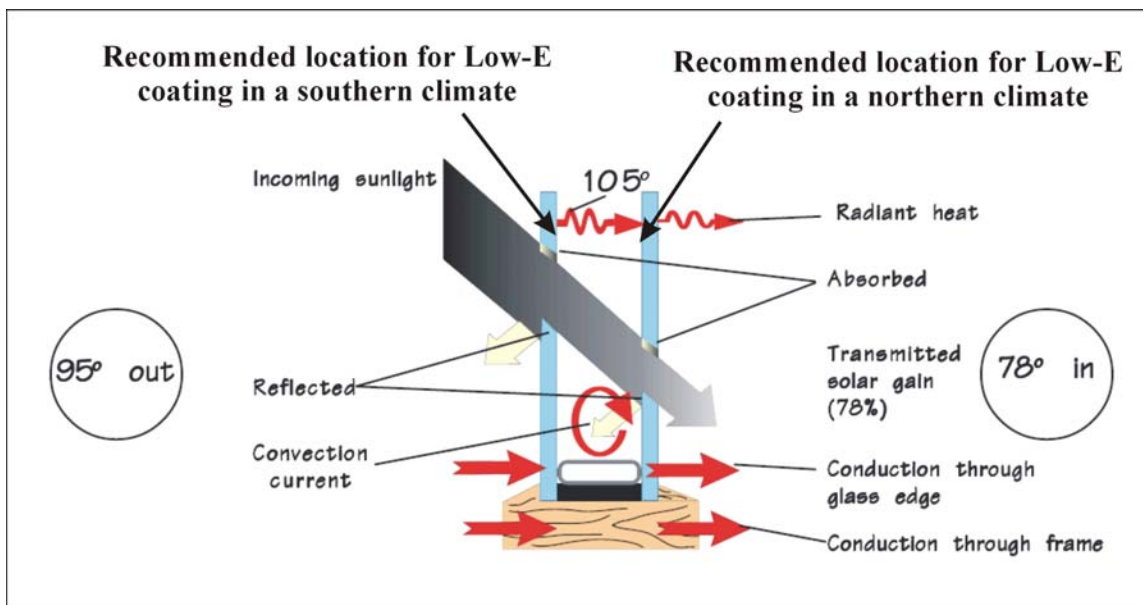 Recommended location for Low-E
coating in a southern climate
Recommended location for Low-E
coating in a northern climate
Incoming sunlight
105°
Radiant heat
Absorbed
95° out
Transmitted
solar gain
(78%)
78° in
Reflected
Convection
current
Conduction through
glass edge
Conduction through frame